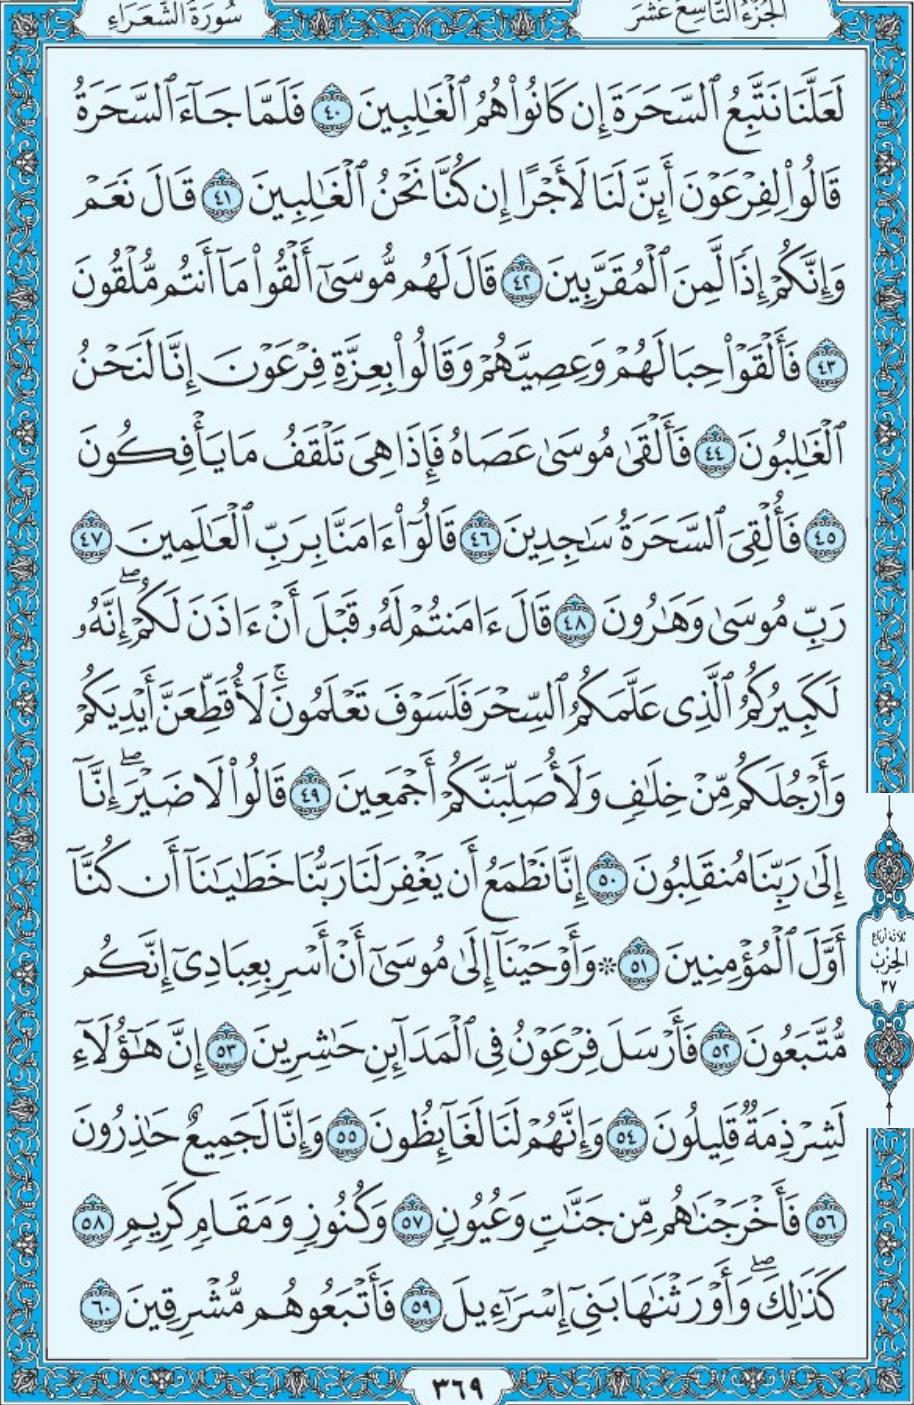 سُورَةُ الشُّعَرَاءِ
الجُزْءُ التَّاسِعَ عَشَرَ
لَعَلَّنَا نَتَّبِعُ ٱلسَّحَرَةَ إِن كَانُوا۟ هُمُ ٱلْغَـٰلِبِينَ ٤٠ فَلَمَّا جَآءَ ٱلسَّحَرَةُ
قَالُوا۟ لِفِرْعَوْنَ أَئِنَّ لَنَا لَأَجْرًا إِن كُنَّا نَحْنُ ٱلْغَـٰلِبِينَ ٤١ قَالَ نَعَمْ
وَإِنَّكُمْ إِذًا لَّمِنَ ٱلْمُقَرَّبِينَ ٤٢ قَالَ لَهُم مُّوسَىٰٓ أَلْقُوا۟ مَآ أَنتُم مُّلْقُونَ
٤٣ فَأَلْقَوْا۟ حِبَالَهُمْ وَعِصِيَّهُمْ وَقَالُوا۟ بِعِزَّةِ فِرْعَوْنَ إِنَّا لَنَحْنُ
ٱلْغَـٰلِبُونَ ٤٤ فَأَلْقَىٰ مُوسَىٰ عَصَاهُ فَإِذَا هِىَ تَلْقَفُ مَا يَأْفِكُونَ
٤٥ فَأُلْقِىَ ٱلسَّحَرَةُ سَـٰجِدِينَ ٤٦ قَالُوٓا۟ ءَامَنَّا بِرَبِّ ٱلْعَـٰلَمِينَ ٤٧
رَبِّ مُوسَىٰ وَهَـٰرُونَ ٤٨ قَالَ ءَامَنتُمْ لَهُۥ قَبْلَ أَنْ ءَاذَنَ لَكُمْ ۖ إِنَّهُۥ
لَكَبِيرُكُمُ ٱلَّذِى عَلَّمَكُمُ ٱلسِّحْرَ فَلَسَوْفَ تَعْلَمُونَ ۚ لَأُقَطِّعَنَّ أَيْدِيَكُمْ
وَأَرْجُلَكُم مِّنْ خِلَـٰفٍ وَلَأُصَلِّبَنَّكُمْ أَجْمَعِينَ ٤٩ قَالُوا۟ لَا ضَيْرَ ۖ إِنَّآ
إِلَىٰ رَبِّنَا مُنقَلِبُونَ ٥٠ إِنَّا نَطْمَعُ أَن يَغْفِرَ لَنَا رَبُّنَا خَطَـٰيَـٰنَآ أَن كُنَّآ
أَوَّلَ ٱلْمُؤْمِنِينَ ٥١ * وَأَوْحَيْنَآ إِلَىٰ مُوسَىٰٓ أَنْ أَسْرِ بِعِبَادِىٓ إِنَّكُم
مُّتَّبَعُونَ ٥٢ فَأَرْسَلَ فِرْعَوْنُ فِى ٱلْمَدَآئِنِ حَـٰشِرِينَ ٥٣ إِنَّ هَـٰٓؤُلَآءِ
لَشِرْذِمَةٌ قَلِيلُونَ ٥٤ وَإِنَّهُمْ لَنَا لَغَآئِظُونَ ٥٥ وَإِنَّا لَجَمِيعٌ حَـٰذِرُونَ
٥٦ فَأَخْرَجْنَـٰهُم مِّن جَنَّـٰتٍ وَعُيُونٍ ٥٧ وَكُنُوزٍ وَمَقَامٍ كَرِيمٍ ٥٨
كَذَٰلِكَ ۖ وَأَوْرَثْنَـٰهَا بَنِىٓ إِسْرَٰٓءِيلَ ٥٩ فَأَتْبَعُوهُم مُّشْرِقِينَ ٦٠
ثلاثة أرباع
الحزب
٢٧
٣٦٩